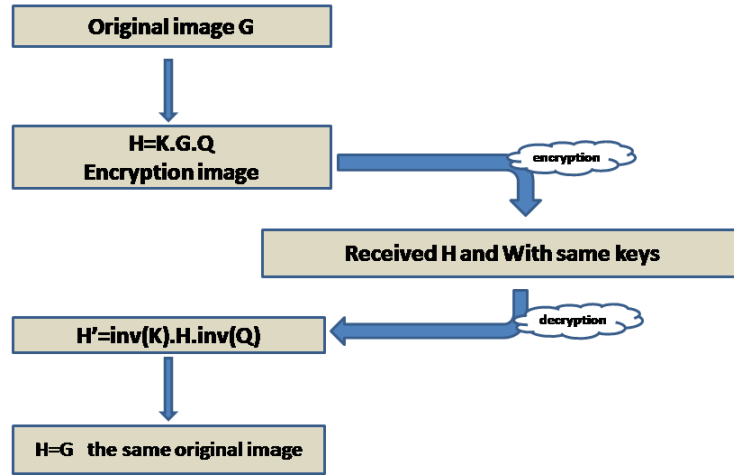 Original image G
H=K.G.Q
Encryption image
encryption
Received H and With same keys
decryption
H'=inv(K).H.inv(Q)
H=G the same original image